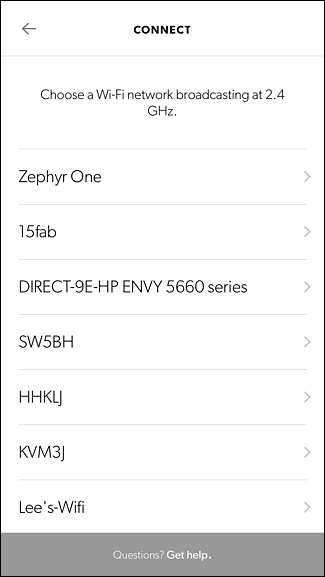 CONNECT
Choose a Wi-Fi network broadcasting at 2.4
GHz.
Zephyr One
15fab
DIRECT-9E-HP ENVY 5660 series
SW5BH
HHKLJ
KVM3J
Lee's-Wifi
Questions? Get help.